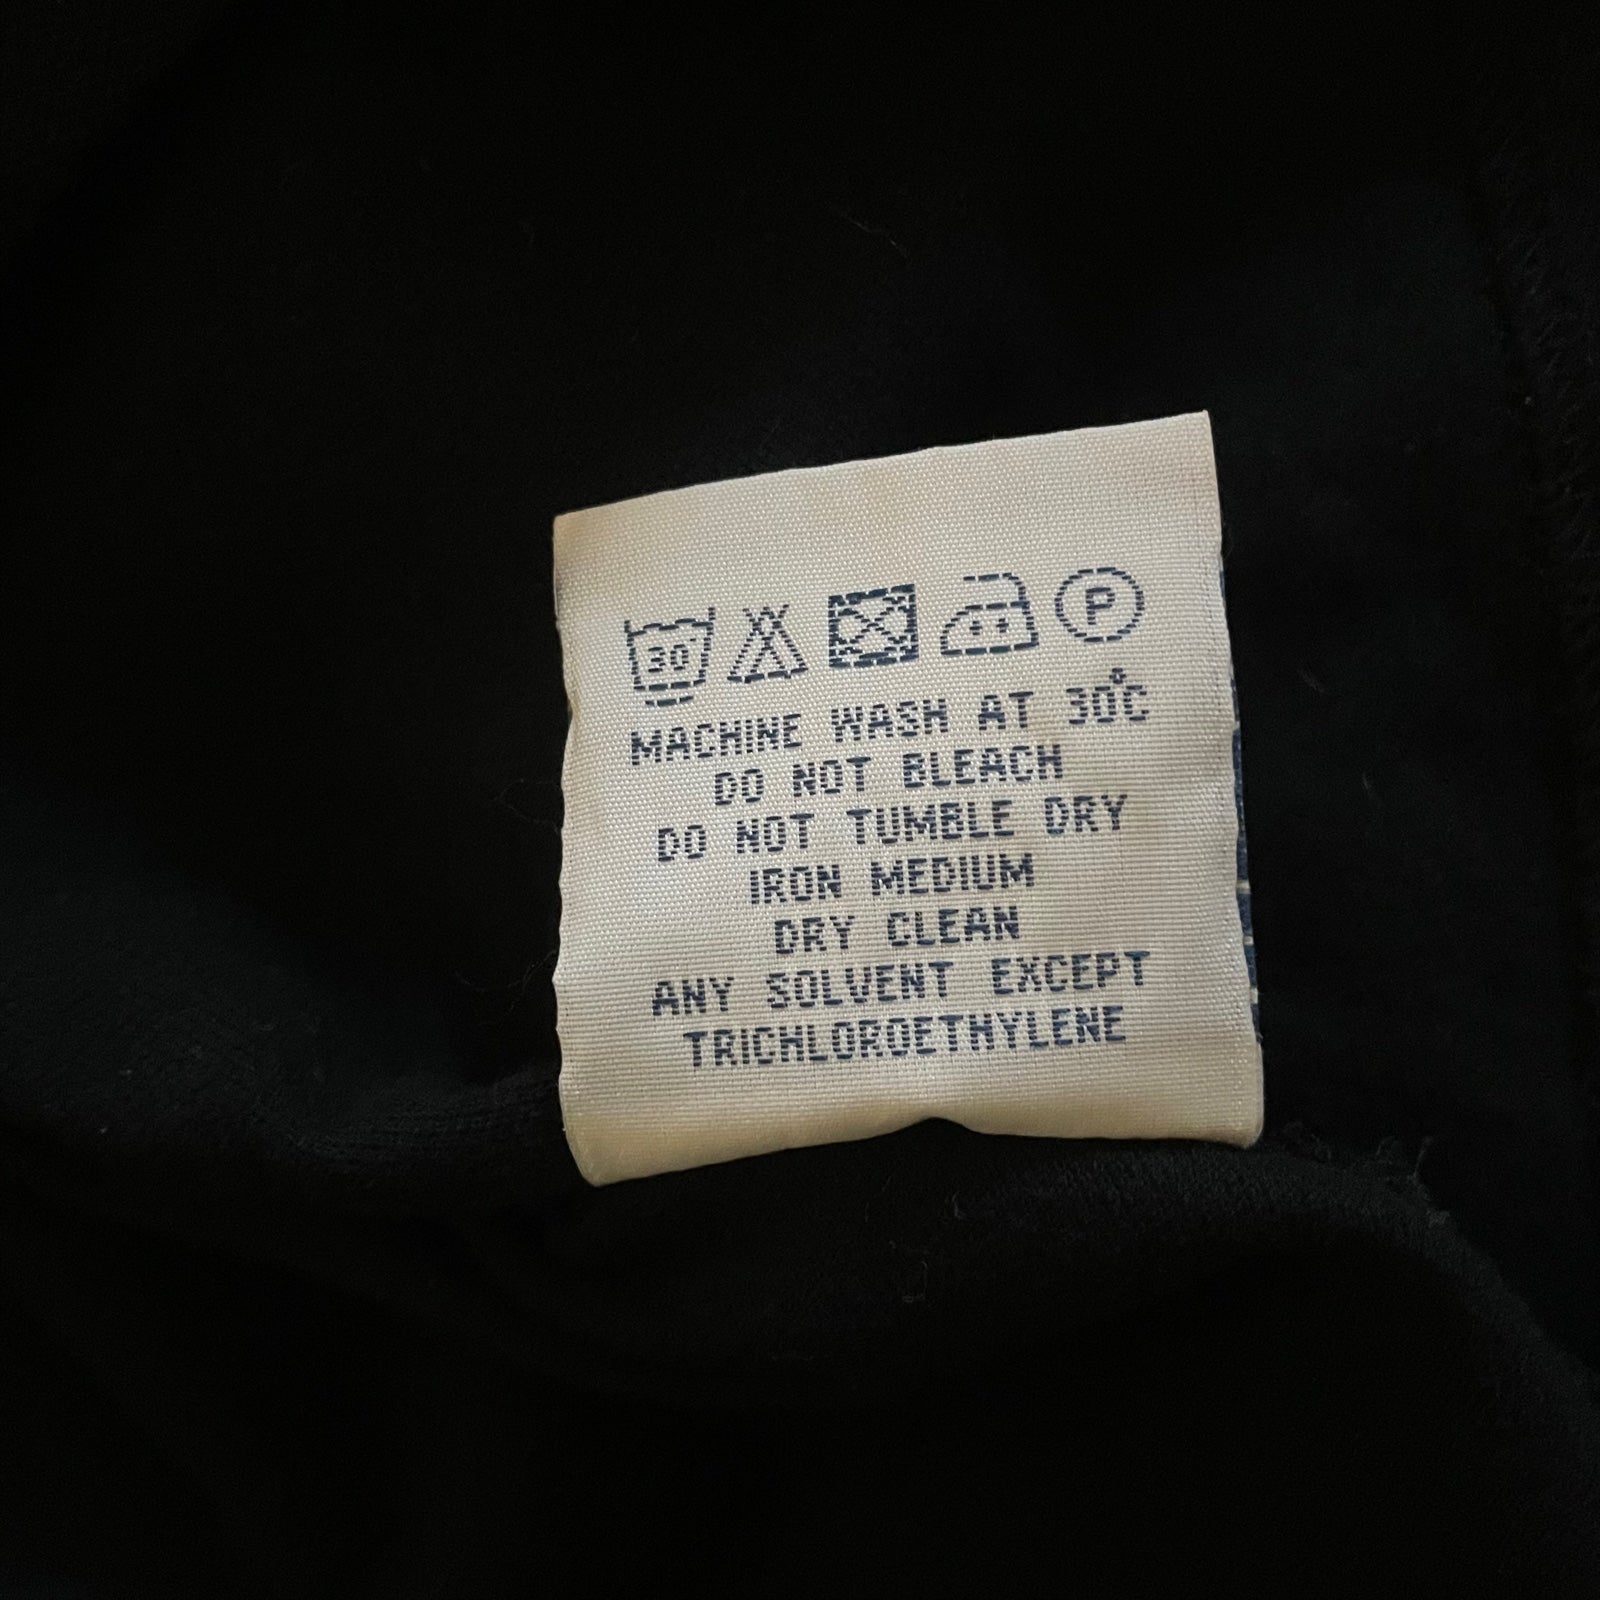 30 P
MACHINE WASH AT 30°C
DO NOT BLEACH
DO NOT TUMBLE DRY
IRON MEDIUM
DRY CLEAN
ANY SOLVENT EXCEPT
TRICHLOROETHYLENE